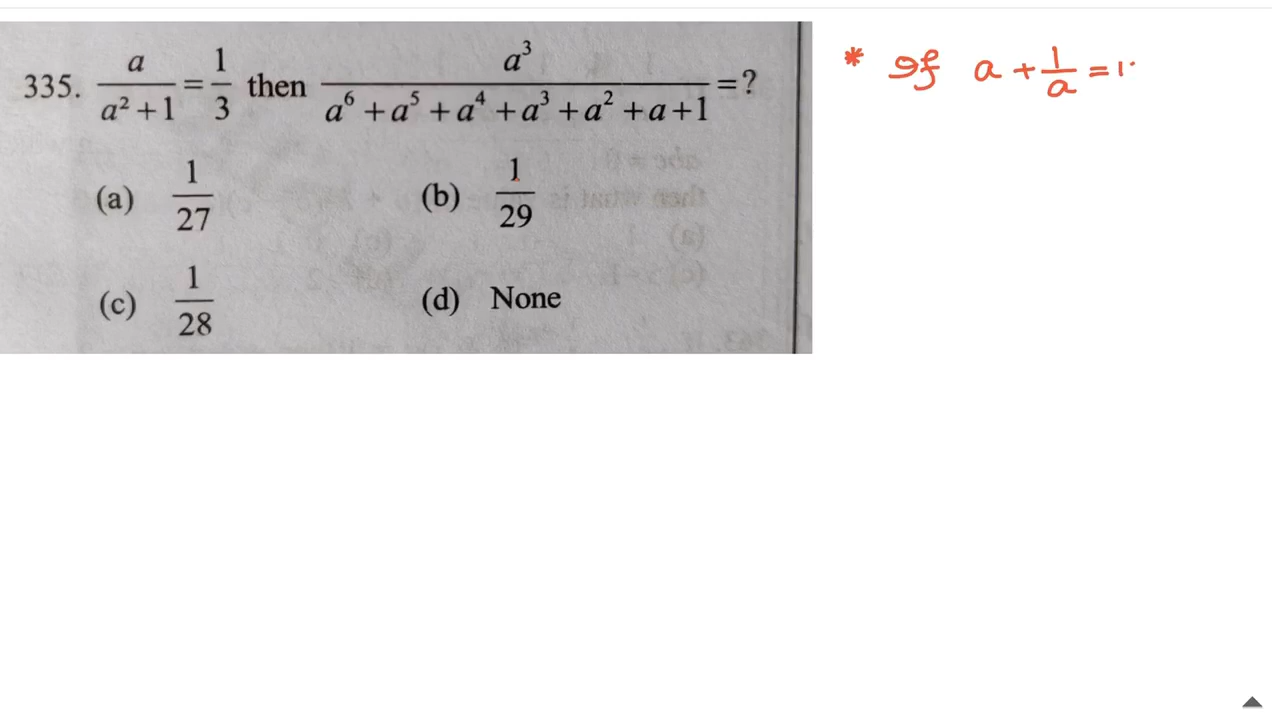 335. a/(a² + 1) = 1/3 then a³/(a⁶ + a⁵ + a⁴ + a³ + a² + a + 1) = ?
(a) 1/27 (b) 1/29
(c) 1/28 (d) None
* If a + 1/a =